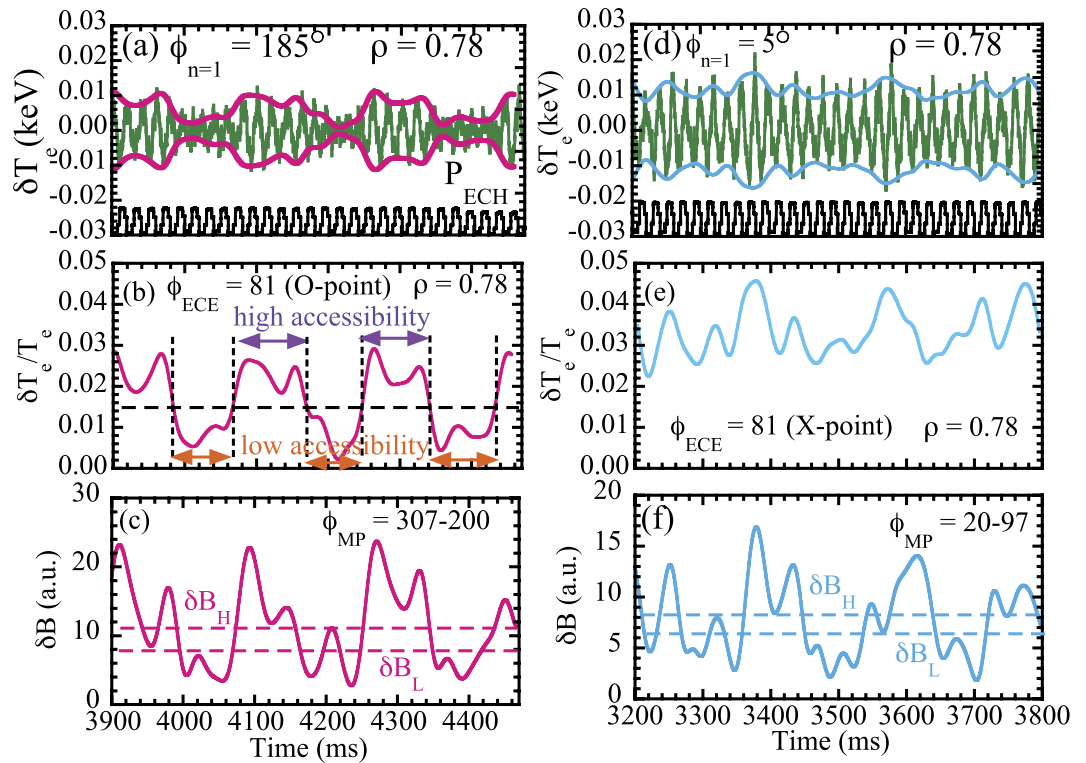 (a) ϕn=1 = 185° ρ = 0.78
0.03
0.02
0.01
0.00
-0.01
-0.02
-0.03
δTe (keV)
PECH
(b) ϕECE = 81 (O-point) ρ = 0.78
high accessibility
low accessibility
0.05
0.04
0.03
0.02
0.01
0.00
δTe/Te
(c) ϕMP = 307-200
δBH
δBL
30
20
10
0
δB (a.u.)
3900 4000 4100 4200 4300 4400
Time (ms)
(d) ϕn=1 = 5° ρ = 0.78
0.03
0.02
0.01
0.00
-0.01
-0.02
-0.03
δTe (keV)
(e)
ϕECE = 81 (X-point) ρ = 0.78
0.05
0.04
0.03
0.02
0.01
0.00
δTe/Te
(f) ϕMP = 20-97
δBH
δBL
20
15
10
5
0
δB (a.u.)
3200 3300 3400 3500 3600 3700 3800
Time (ms)